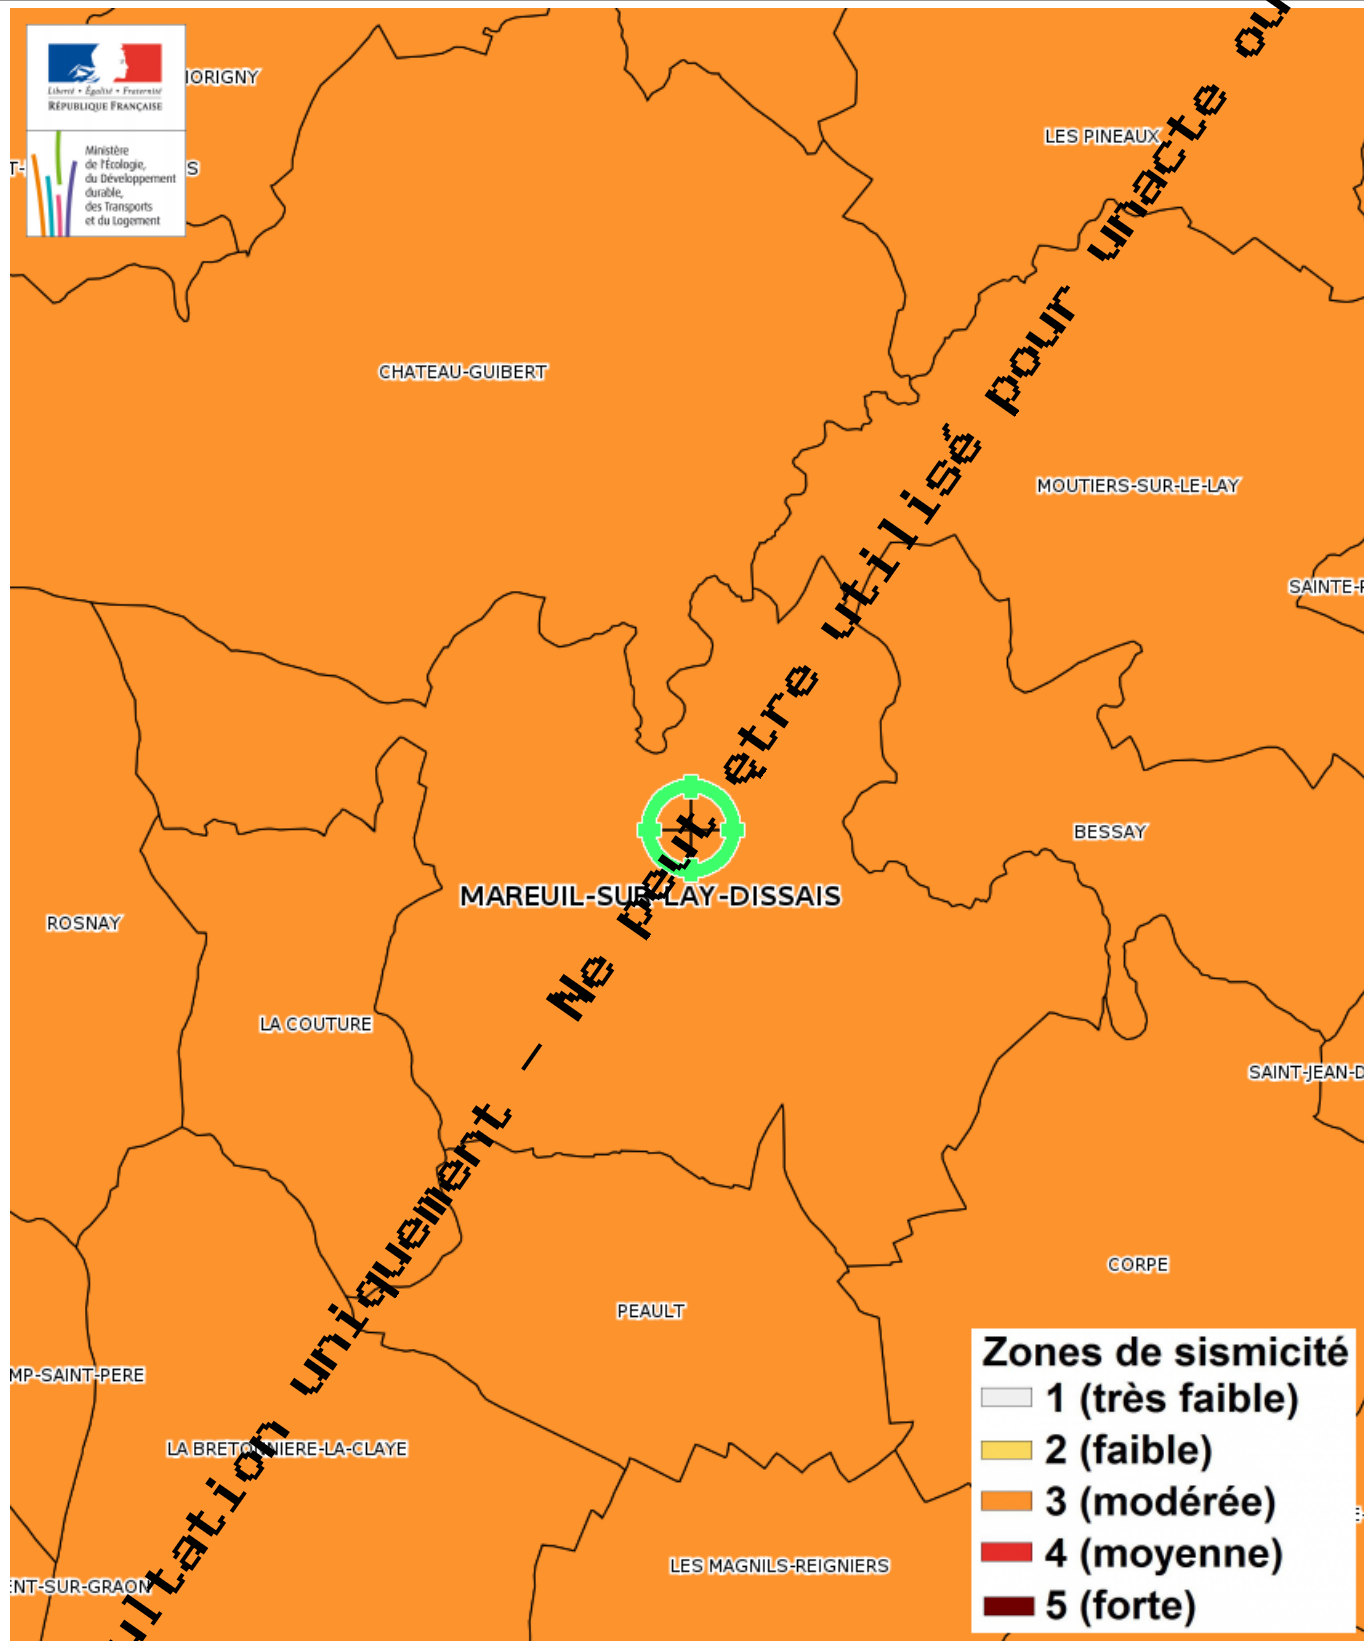 Liberté • Égalité • Fraternité
RÉPUBLIQUE FRANÇAISE
Ministère
de l'Écologie,
du Développement
durable,
des Transports
et du Logement
IORIGNY
T-
S
LES PINEAUX
CHATEAU-GUIBERT
MOUTIERS-SUR-LE-LAY
SAINTE-
BESSAY
MAREUIL-SUR-LAY-DISSAIS
ROSNAY
LA COUTURE
SAINT-JEAN-D
CORPE
PEAULT
MP-SAINT-PERE
LA BRETONNIERE-LA-CLAYE
LES MAGNILS-REIGNIERS
ENT-SUR-GRAON
ultation uniquement - Ne peut etre utilisé pour unacte ou
Zones de sismicité
1 (très faible)
2 (faible)
3 (modérée)
4 (moyenne)
5 (forte)